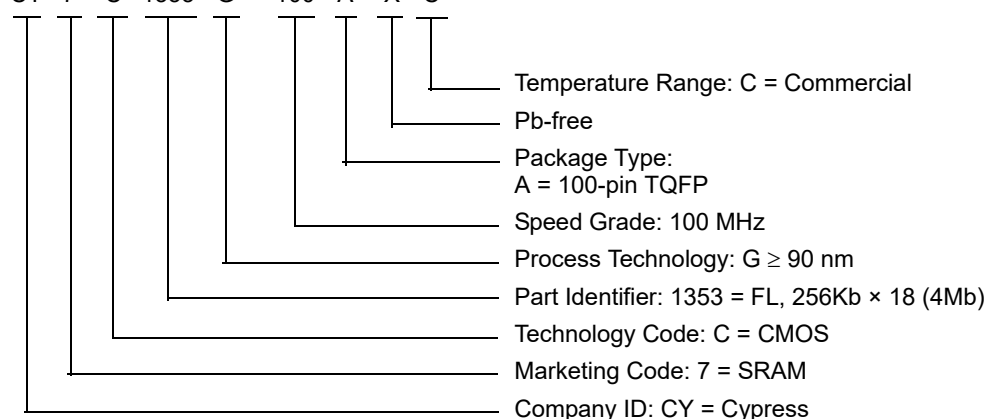 Temperature Range: C = Commercial
Pb-free
Package Type:
A = 100-pin TQFP
Speed Grade: 100 MHz
Process Technology: G ≥ 90 nm
Part Identifier: 1353 = FL, 256Kb × 18 (4Mb)
Technology Code: C = CMOS
Marketing Code: 7 = SRAM
Company ID: CY = Cypress